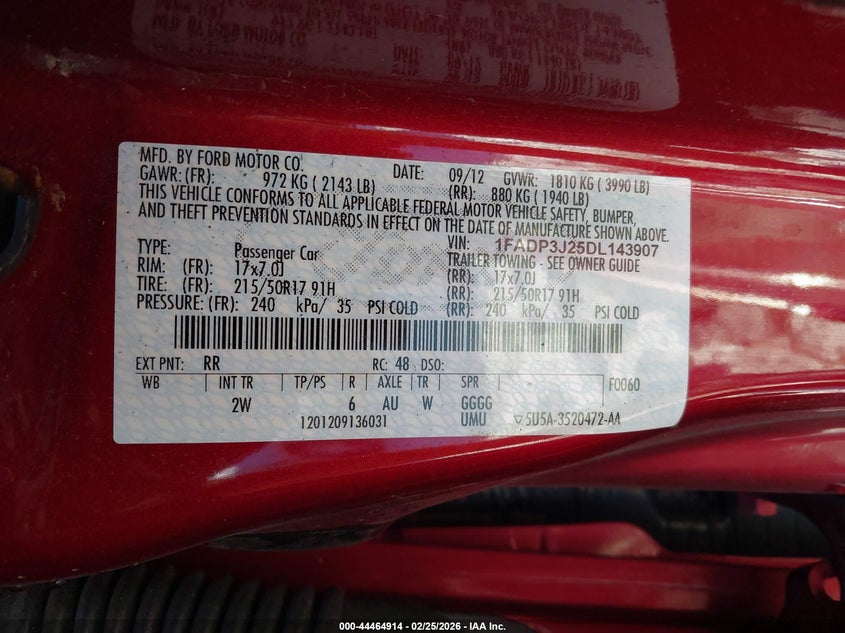 MFD. BY FORD MOTOR CO. DATE: 09/12 GVWR: 1810 KG ( 3990 LB)
GAWR: (FR): 972 KG ( 2143 LB) (RR): 880 KG ( 1940 LB)
THIS VEHICLE CONFORMS TO ALL APPLICABLE FEDERAL MOTOR VEHICLE SAFETY, BUMPER,
AND THEFT PREVENTION STANDARDS IN EFFECT ON THE DATE OF MANUFACTURE SHOWN ABOVE.
VIN: 1FADP3J25DL143907
TYPE: Passenger Car TRAILER TOWING - SEE OWNER GUIDE
RIM: (FR): 17x7.0J (RR): 17x7.0J
TIRE: (FR): 215/50R17 91H (RR): 215/50R17 91H
PRESSURE: (FR): 240 kPa/ 35 PSI COLD (RR): 240 kPa/ 35 PSI COLD
EXT PNT: RR RC: 48 DSO:
WB INT TR TP/PS R AXLE TR SPR F0060
2W 6 AU W GGGG
1201209136031 UMU ▽5U5A-3520472-AA
000-44464914 - 02/25/2026 - IAA Inc.